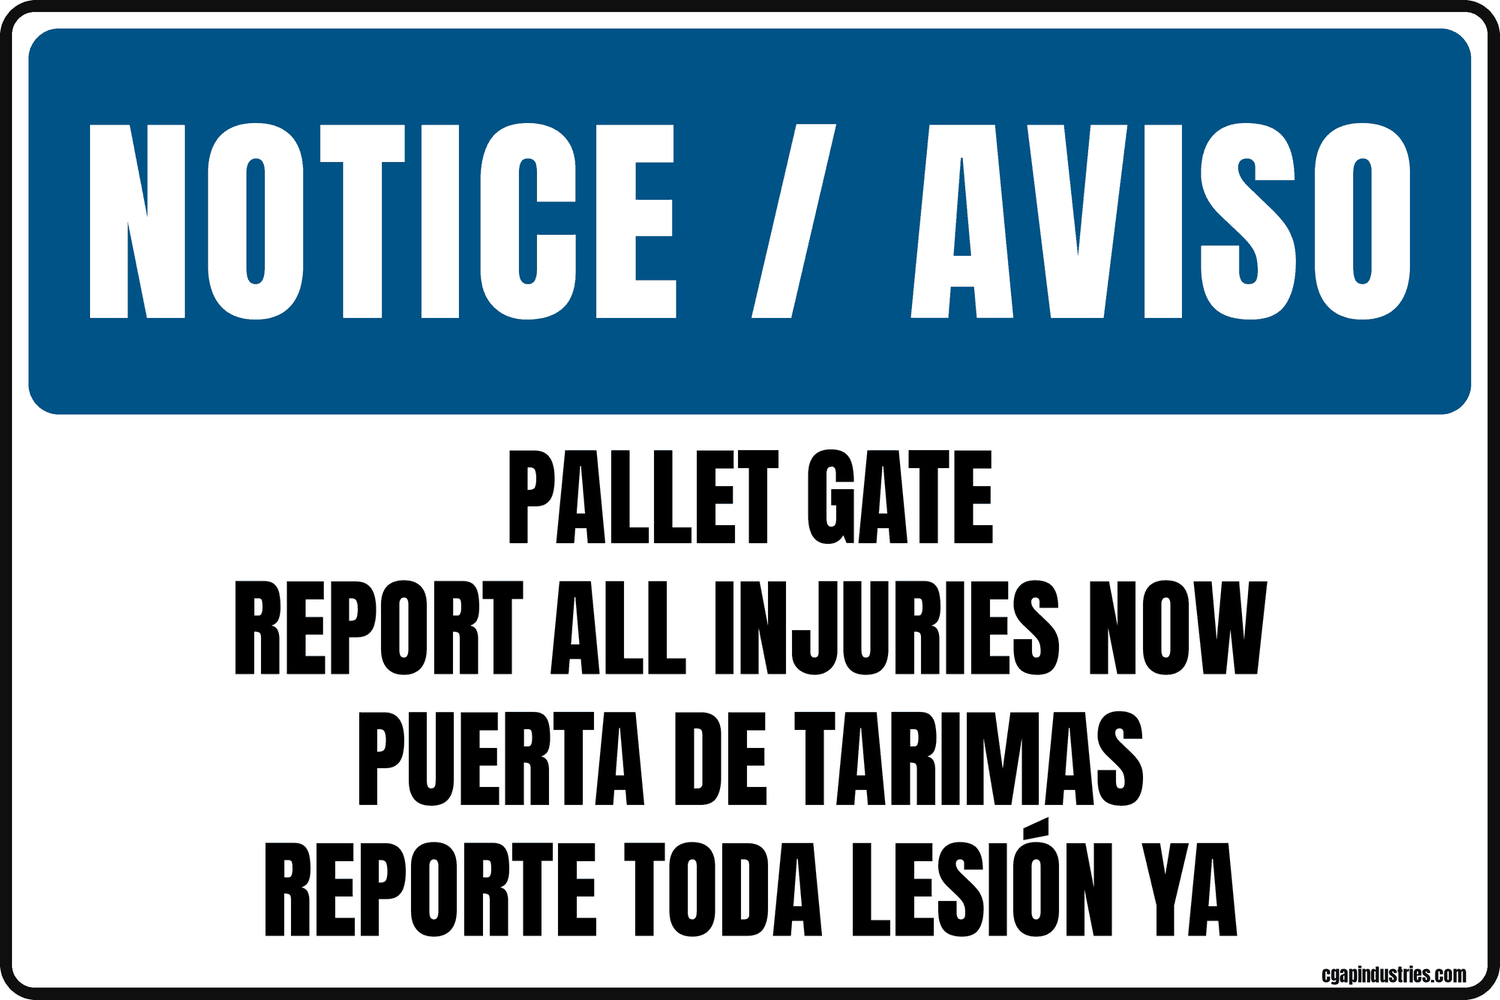 NOTICE / AVISO
PALLET GATE
REPORT ALL INJURIES NOW
PUERTA DE TARIMAS
REPORTE TODA LESIÓN YA
cgapindustries.com